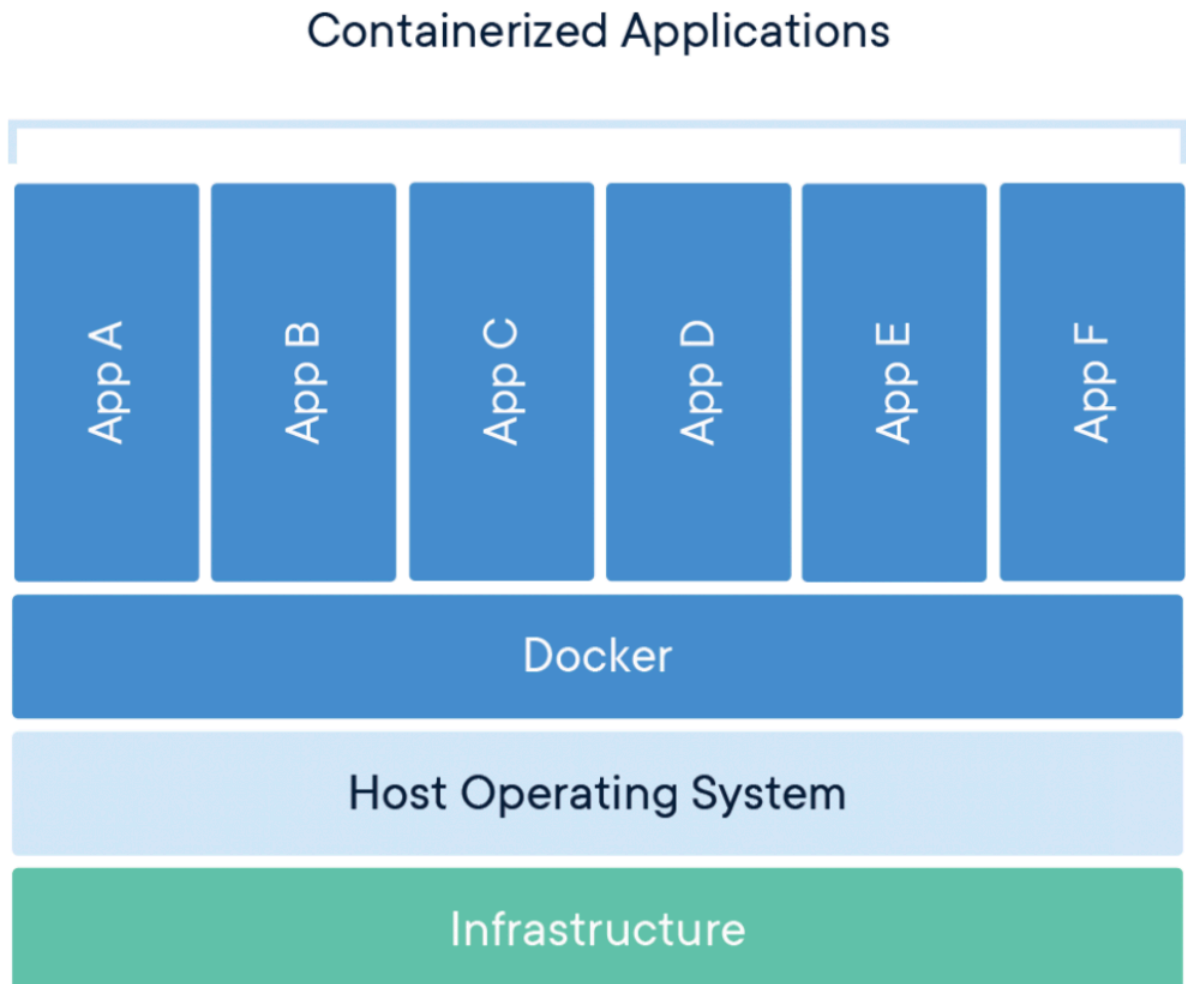 Containerized Applications
App A
App B
App C
App D
App E
App F
Docker
Host Operating System
Infrastructure